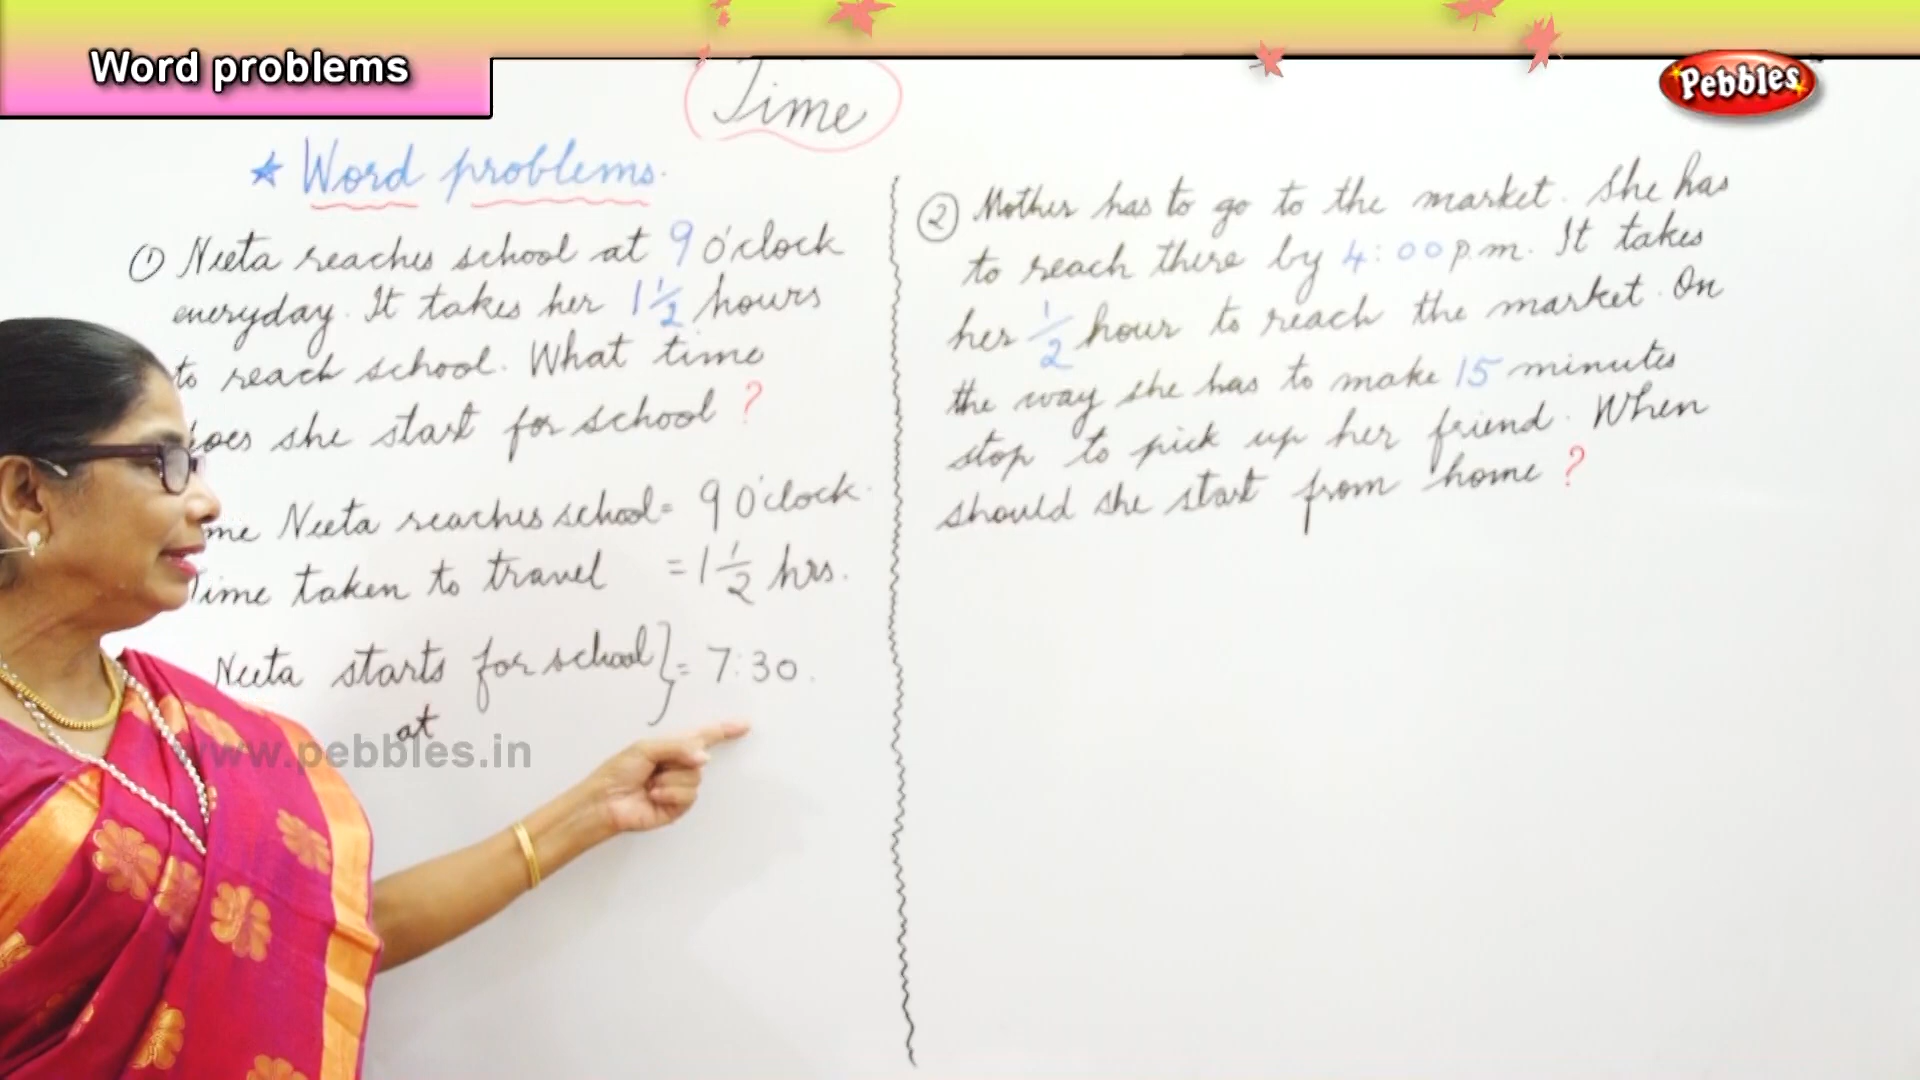 Word problems
Pebbles
Time
★ Word problems.
① Neeta reaches school at 9 O'clock
everyday. It takes her 1 1/2 hours
to reach school. What time
does she start for school ?
me Neeta reaches school = 9 O'clock.
Time taken to travel = 1 1/2 hrs.
Neeta starts for school } = 7:30.
at
www.pebbles.in
② Mother has to go to the market. She has
to reach there by 4:00 p.m. It takes
her 1/2 hour to reach the market. On
the way she has to make 15 minutes
stop to pick up her friend. When
should she start from home ?